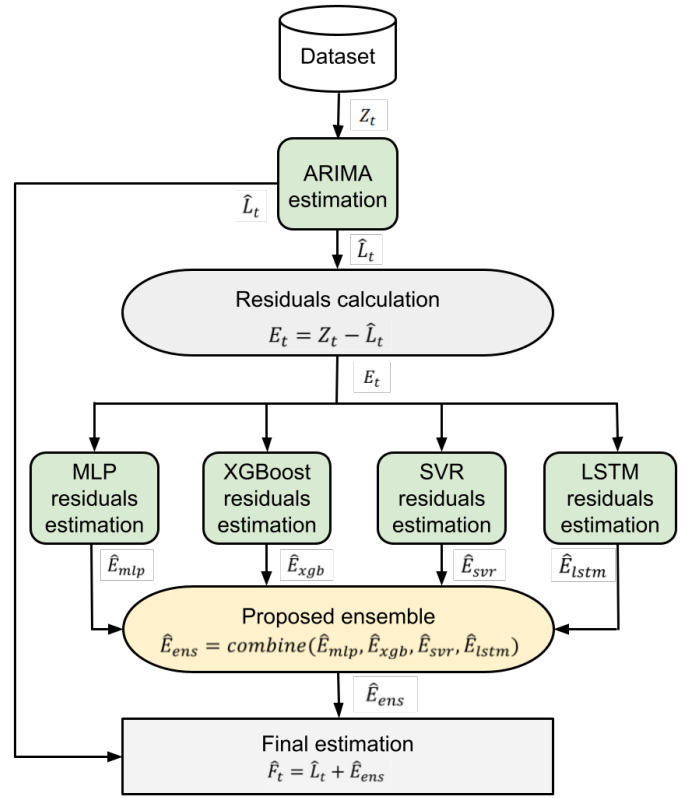 Dataset
Z_t
ARIMA
estimation
L̂_t
L̂_t
Residuals calculation
E_t = Z_t − L̂_t
E_t
MLP
residuals
estimation
XGBoost
residuals
estimation
SVR
residuals
estimation
LSTM
residuals
estimation
Ê_mlp
Ê_xgb
Ê_svr
Ê_lstm
Proposed ensemble
Ê_ens = combine(Ê_mlp, Ê_xgb, Ê_svr, Ê_lstm)
Ê_ens
Final estimation
F̂_t = L̂_t + Ê_ens